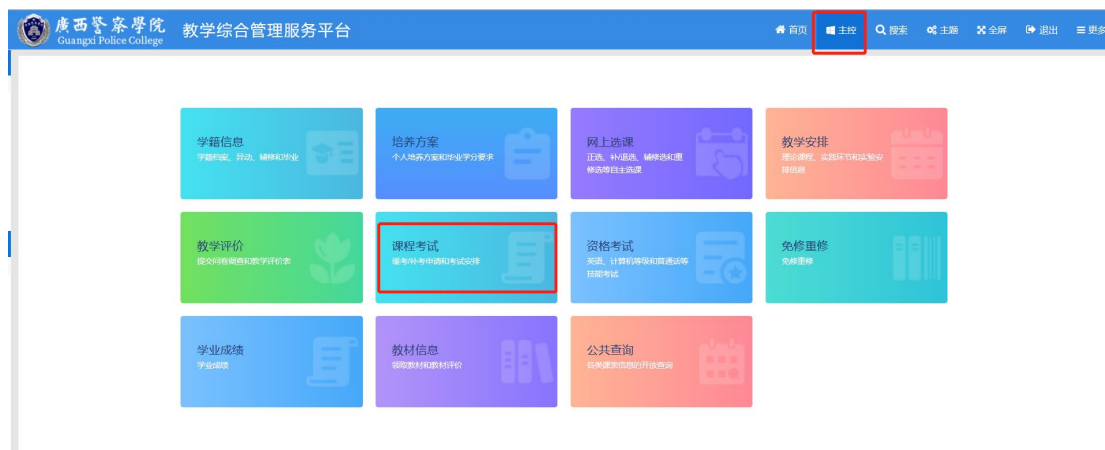 廣西警察學院
Guangxi Police College
教学综合管理服务平台
首页
主控
搜索
主题
全屏
退出
更多
学籍信息
学籍档案、异动、辅修和毕业
培养方案
个人培养方案和毕业学分要求
网上选课
正选、补/退选、辅修选和重
修选等自主选课
教学安排
理论课程、实践环节和实验安
排信息
教学评价
提交问卷调查和教学评价表
课程考试
缓考/补考申请和考试安排
资格考试
英语、计算机等级和普通话等
技能考试
免修重修
免修重修
学业成绩
学业成绩
教材信息
领取教材和教材评价
公共查询
各类课表信息的开放查询